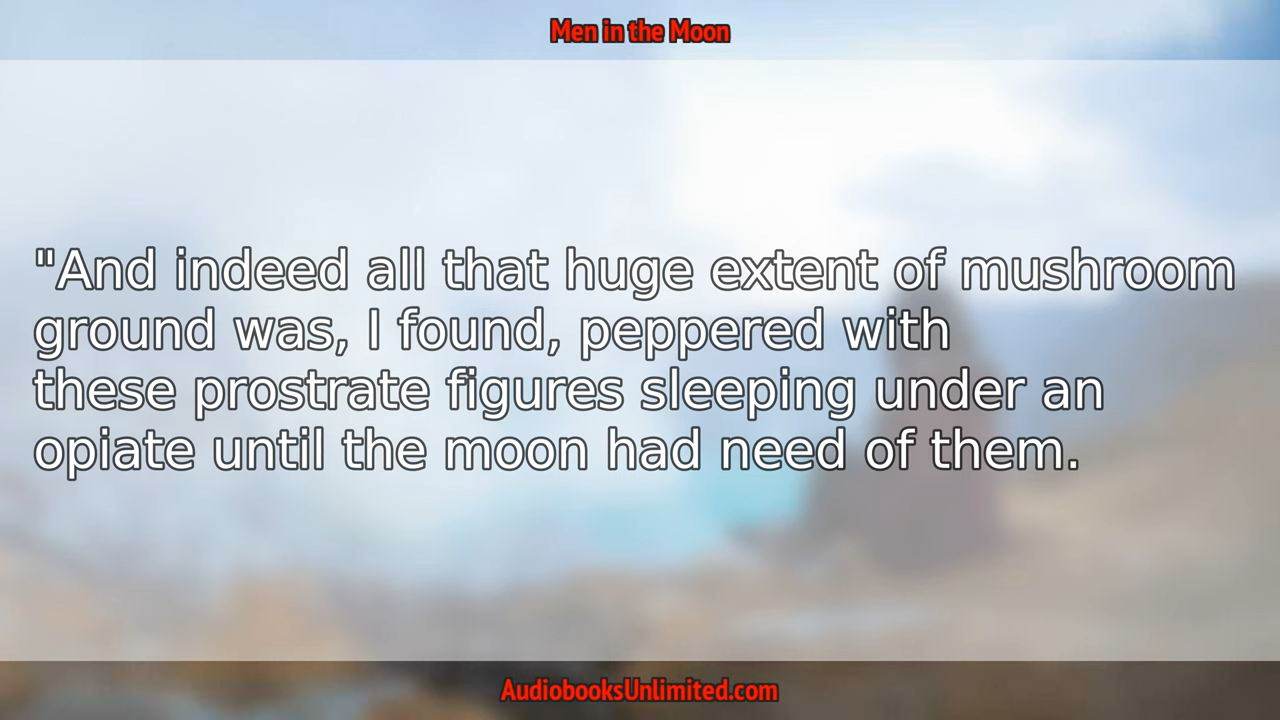 Men in the Moon
"And indeed all that huge extent of mushroom
ground was, I found, peppered with
these prostrate figures sleeping under an
opiate until the moon had need of them.
AudiobooksUnlimited.com